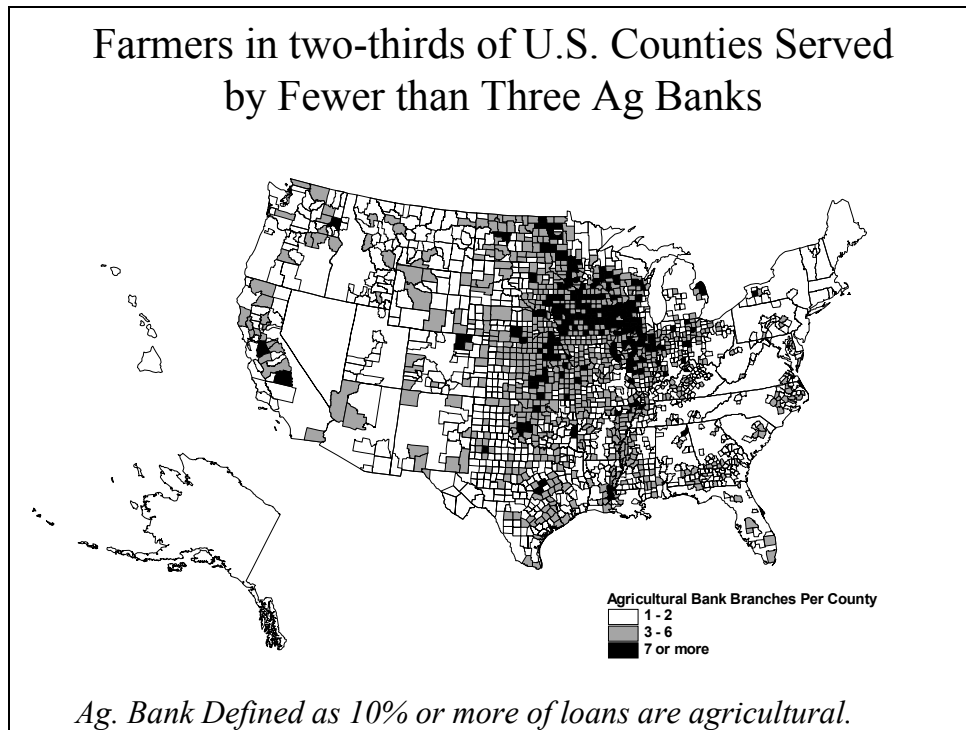 Farmers in two-thirds of U.S. Counties Served
by Fewer than Three Ag Banks
Agricultural Bank Branches Per County
1 - 2
3 - 6
7 or more
Ag. Bank Defined as 10% or more of loans are agricultural.